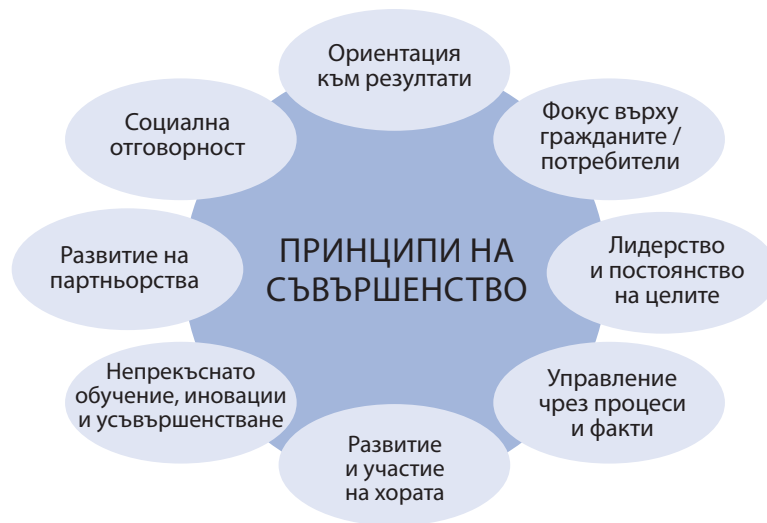 Ориентация
към резултати
Фокус върху
гражданите /
потребители
Лидерство
и постоянство
на целите
Управление
чрез процеси
и факти
Развитие
и участие
на хората
Непрекъснато
обучение, иновации
и усъвършенстване
Развитие на
партньорства
Социална
отговорност
ПРИНЦИПИ НА
СЪВЪРШЕНСТВО